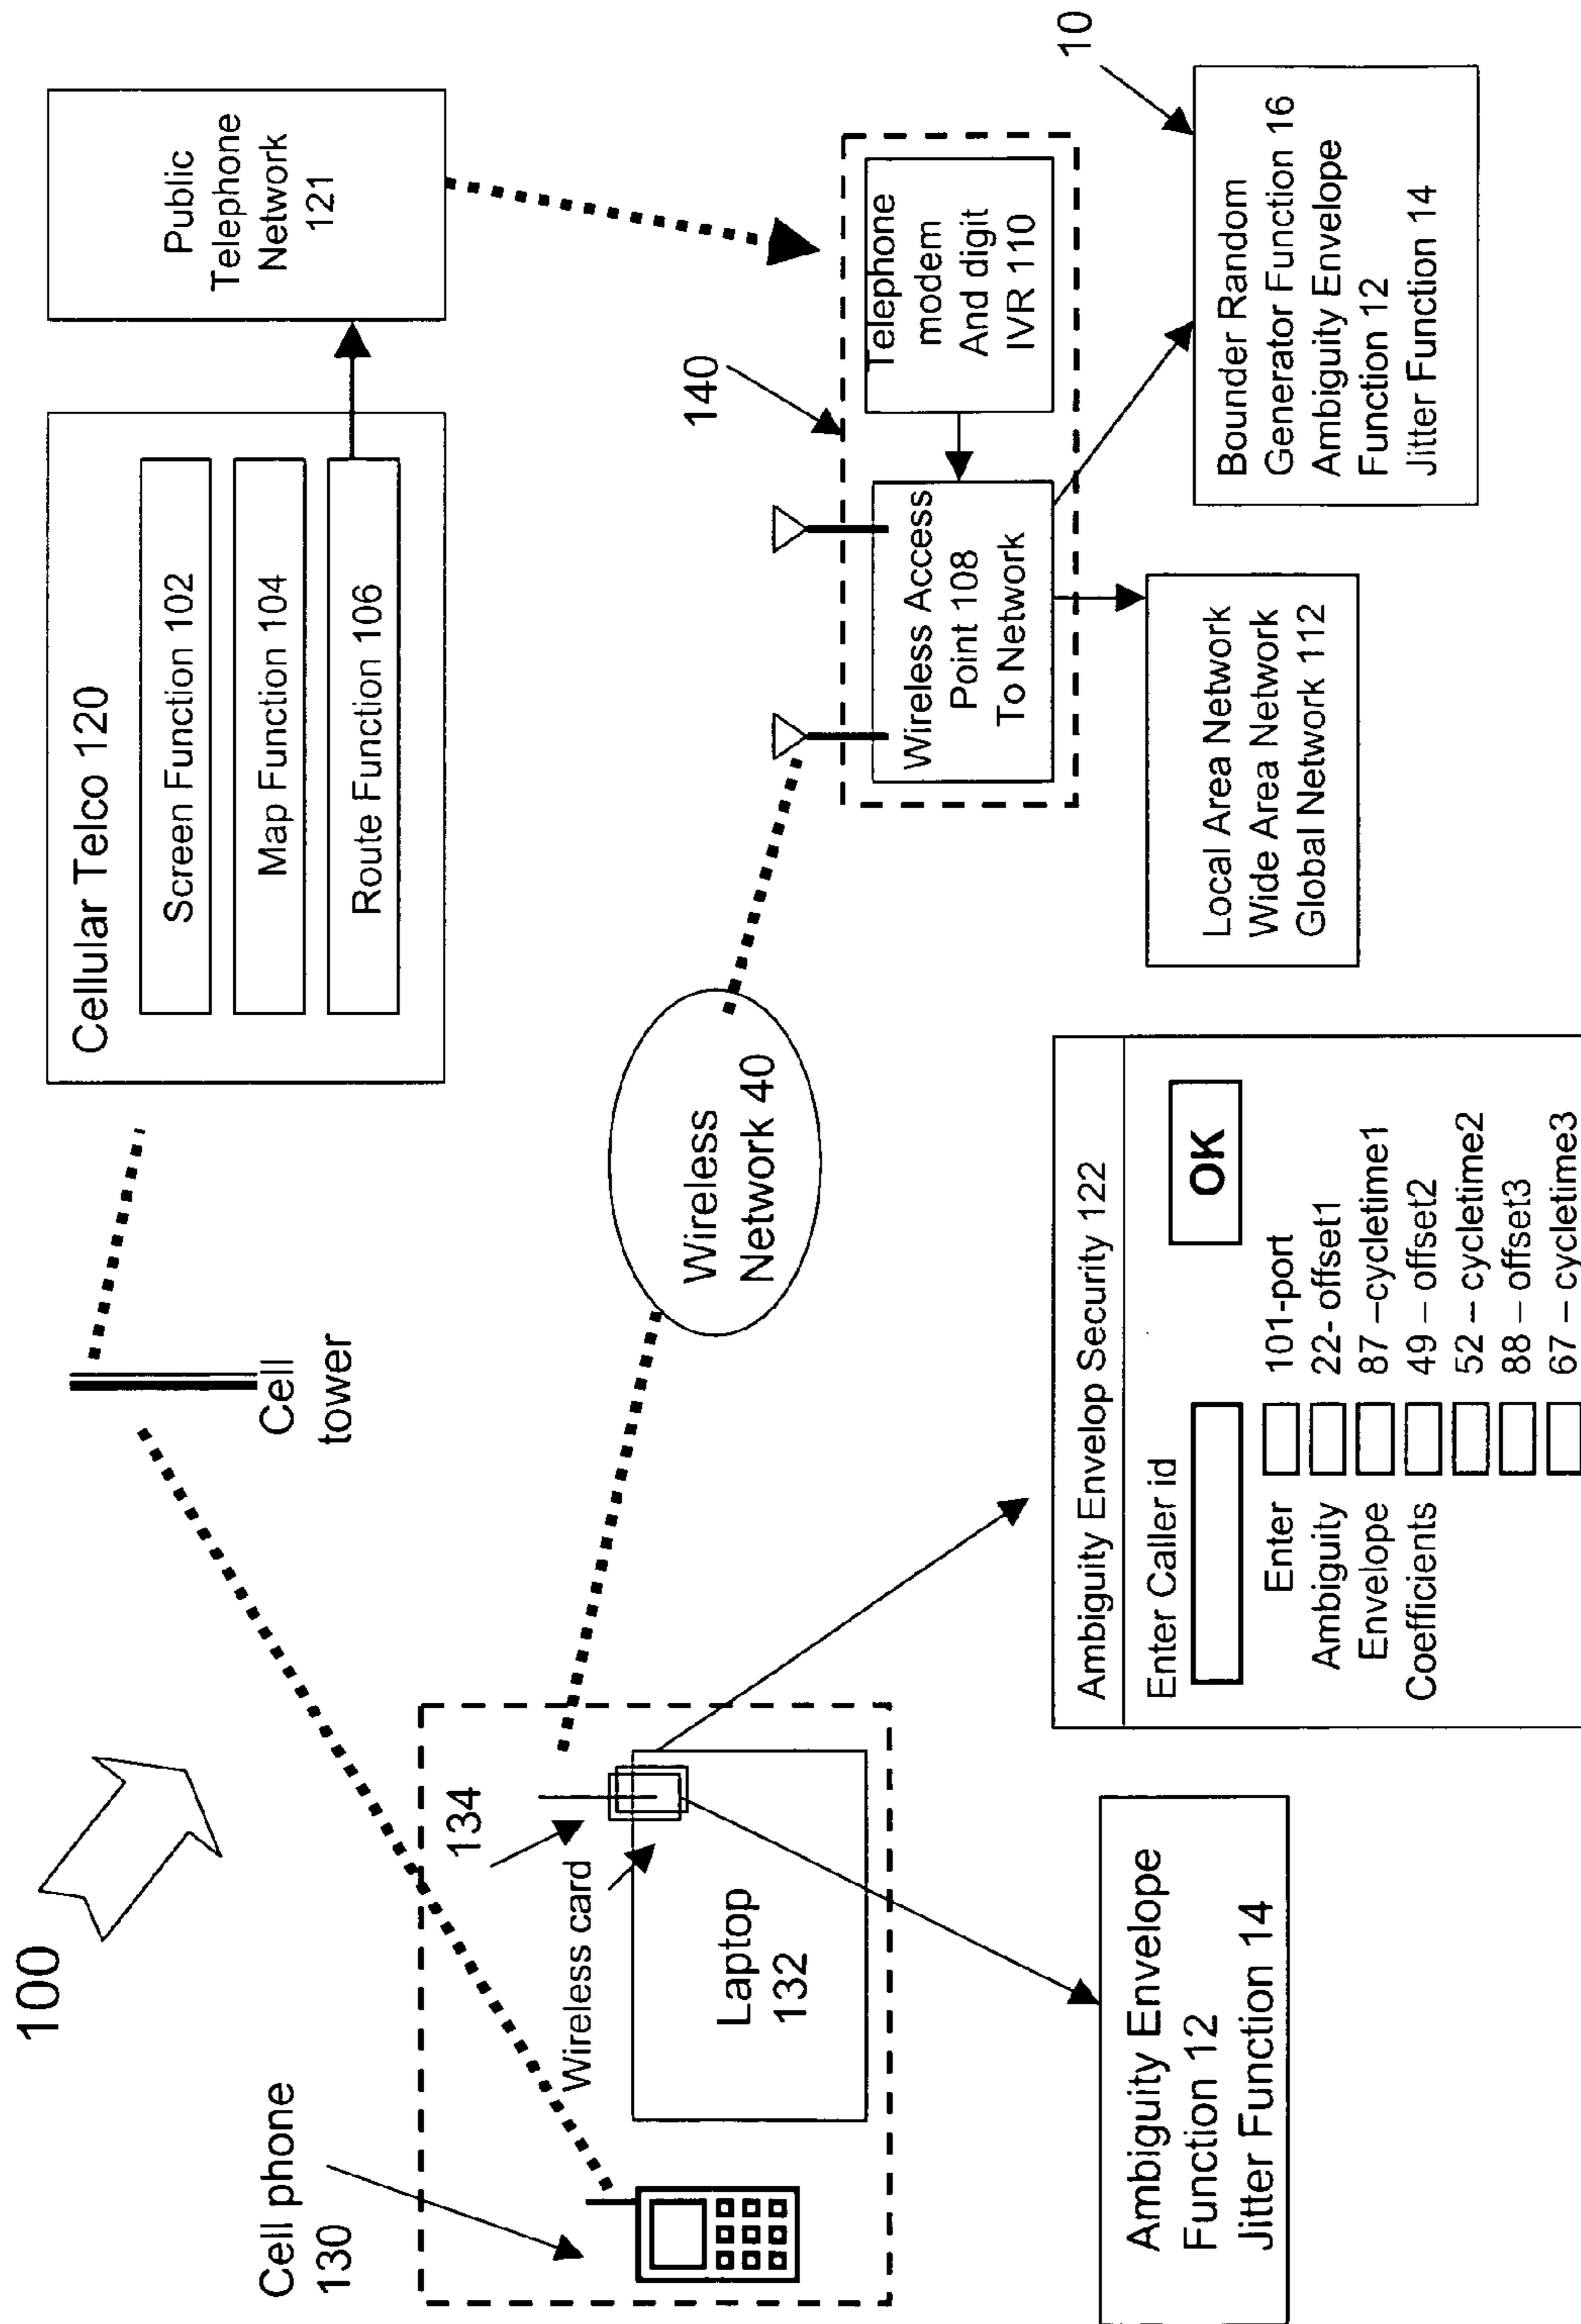 100
Cell phone
130
134
Wireless card
Laptop
132
Ambiguity Envelope
Function 12
Jitter Function 14
Cell
tower
Wireless
Network 40
Cellular Telco 120
Screen Function 102
Map Function 104
Route Function 106
Public
Telephone
Network
121
140
Telephone
modem
And digit
IVR 110
Wireless Access
Point 108
To Network
Local Area Network
Wide Area Network
Global Network 112
10
Bounder Random
Generator Function 16
Ambiguity Envelope
Function 12
Jitter Function 14
Ambiguity Envelop Security 122
Enter Caller id
OK
Enter 101-port
Ambiguity 22- offset1
Envelope 87 –cycletime1
Coefficients 49 – offset2
52 – cycletime2
88 – offset3
67 – cycletime3